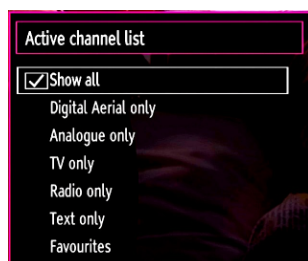 Active channel list
Show all
Digital Aerial only
Analogue only
TV only
Radio only
Text only
Favourites